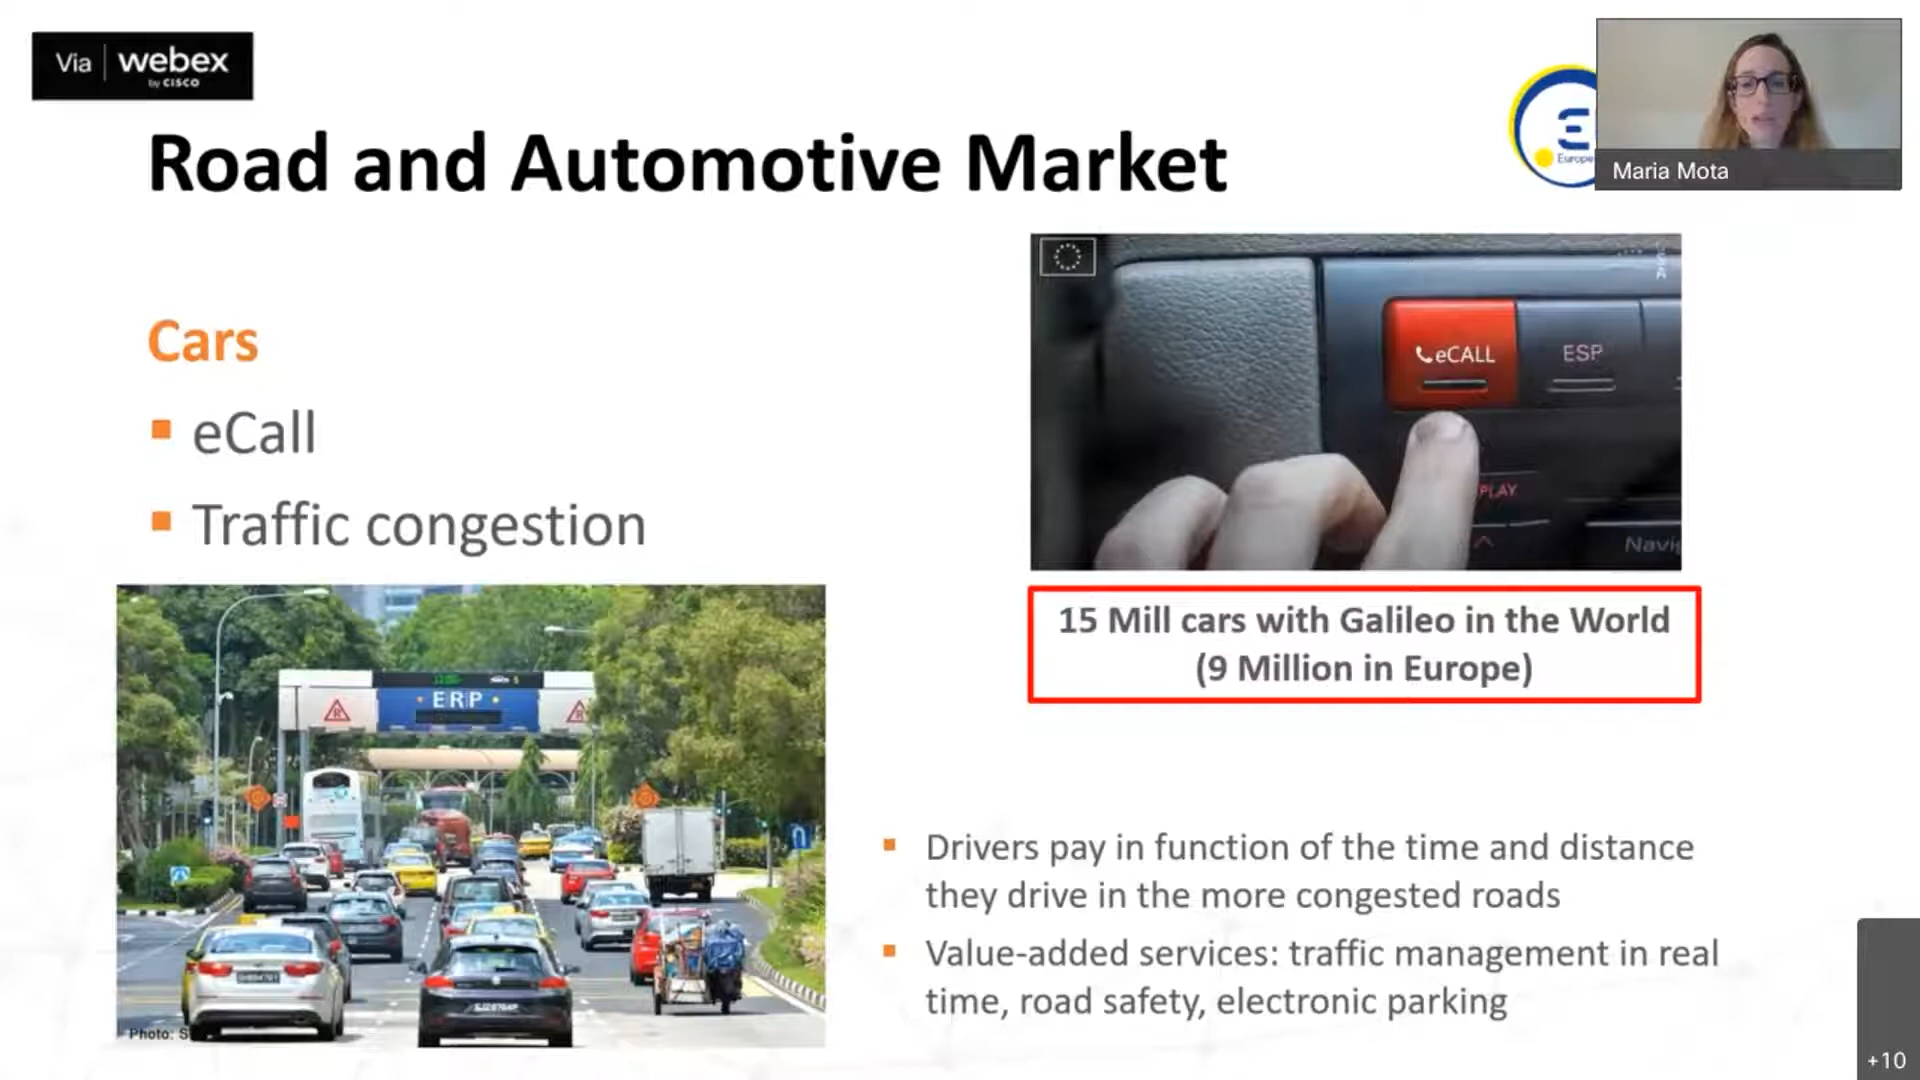 Via webex
by CISCO
Europe
Maria Mota
Road and Automotive Market
Cars
eCall
Traffic congestion
eCALL ESP
PLAY
ERP
15 Mill cars with Galileo in the World
(9 Million in Europe)
Drivers pay in function of the time and distance
they drive in the more congested roads
Value-added services: traffic management in real
time, road safety, electronic parking
Photo:
+10